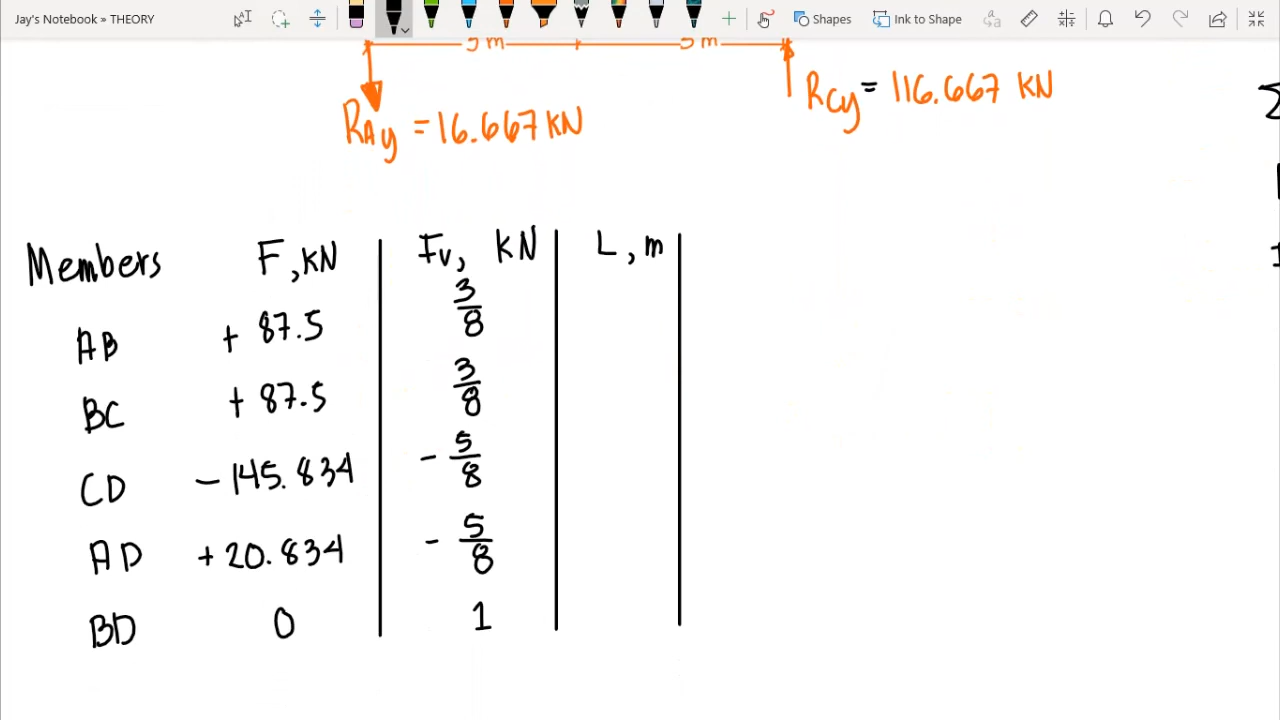 Jay's Notebook » THEORY
Shapes
Ink to Shape
3 m
3 m
RAy = 16.667 KN
RCy = 116.667 KN
Members F, KN Fv, KN L, m
AB + 87.5 3/8
BC + 87.5 3/8
CD - 145.834 - 5/8
AD + 20.834 - 5/8
BD 0 1